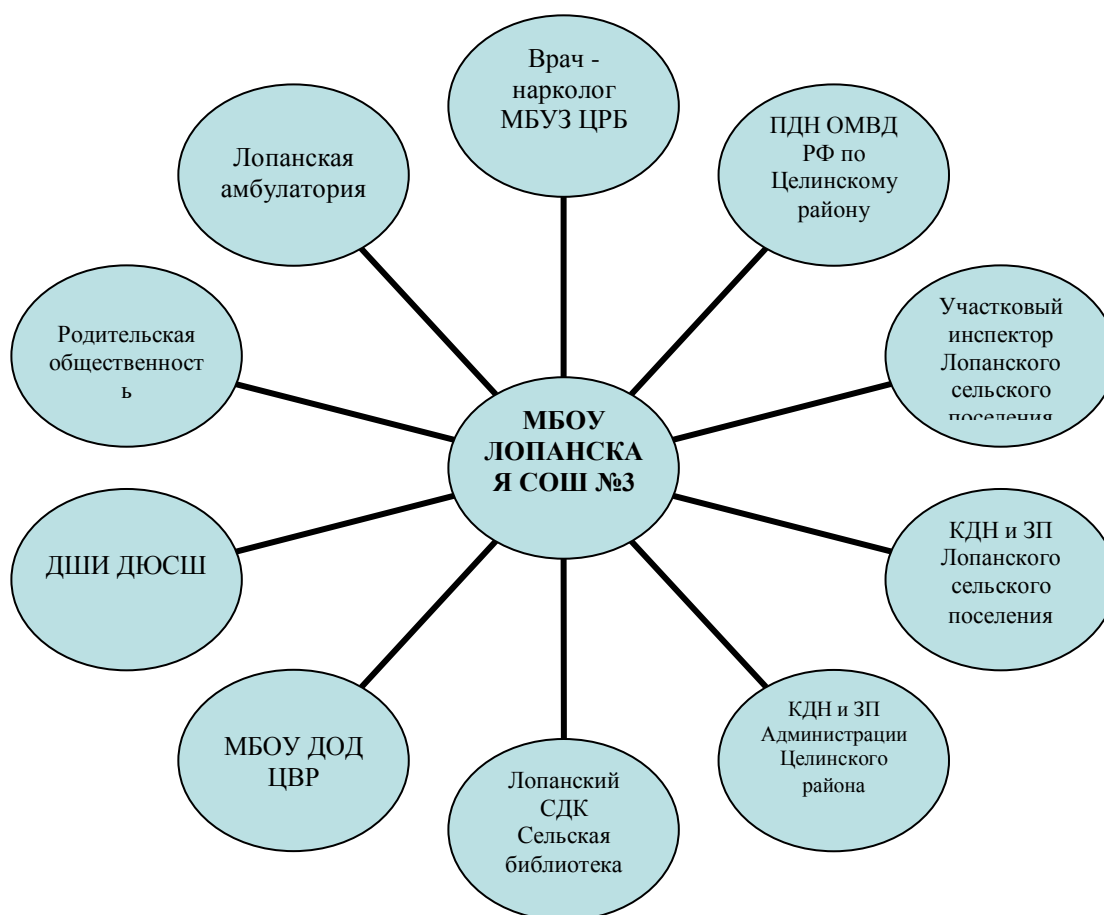 Врач -
нарколог
МБУЗ ЦРБ
ПДН ОМВД
РФ по
Целинскому
району
Лопанская
амбулатория
Участковый
инспектор
Лопанского
сельского
поселения
Родительская
общественност
ь
МБОУ
ЛОПАНСКА
Я СОШ №3
КДН и ЗП
Лопанского
сельского
поселения
ДШИ ДЮСШ
КДН и ЗП
Администрации
Целинского
района
МБОУ ДОД
ЦВР
Лопанский
СДК
Сельская
библиотека